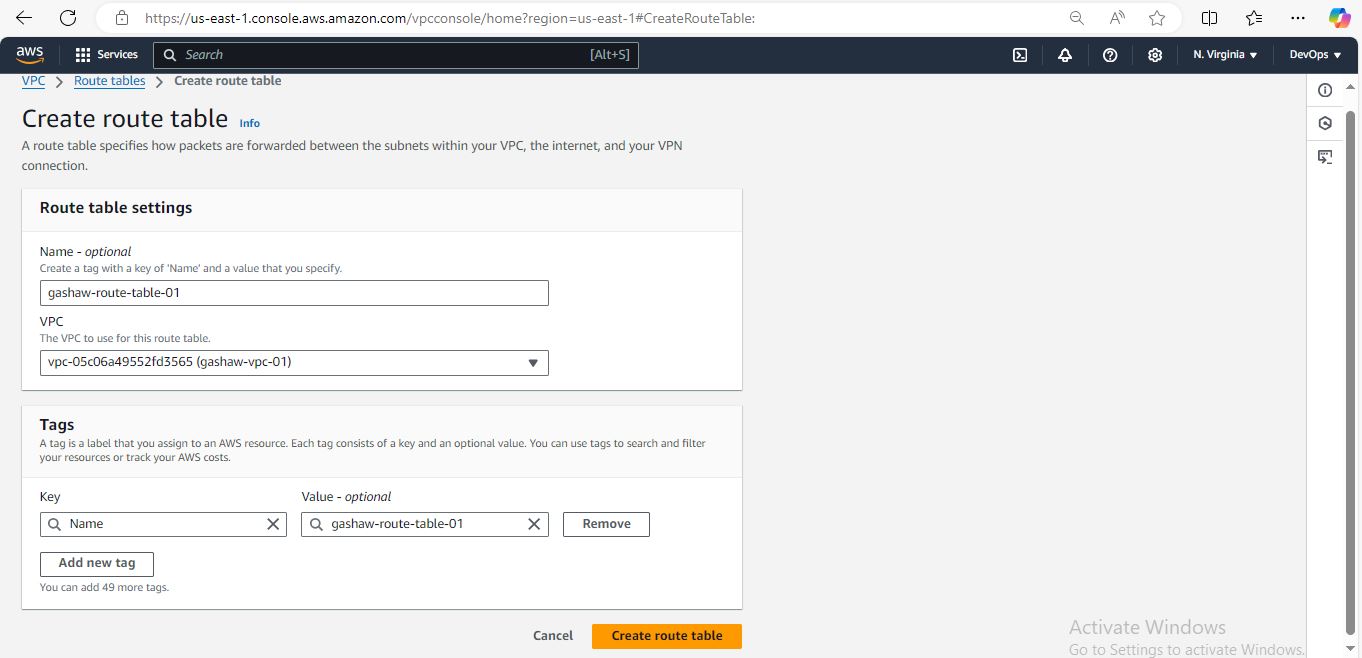 https://us-east-1.console.aws.amazon.com/vpcconsole/home?region=us-east-1#CreateRouteTable:
aws Services Search [Alt+S] N. Virginia DevOps
VPC Route tables Create route table
Create route table Info
A route table specifies how packets are forwarded between the subnets within your VPC, the internet, and your VPN
connection.
Route table settings
Name - optional
Create a tag with a key of 'Name' and a value that you specify.
gashaw-route-table-01
VPC
The VPC to use for this route table.
vpc-05c06a49552fd3565 (gashaw-vpc-01)
Tags
A tag is a label that you assign to an AWS resource. Each tag consists of a key and an optional value. You can use tags to search and filter
your resources or track your AWS costs.
Key Value - optional
Name gashaw-route-table-01 Remove
Add new tag
You can add 49 more tags.
Cancel Create route table
Activate Windows
Go to Settings to activate Windows.